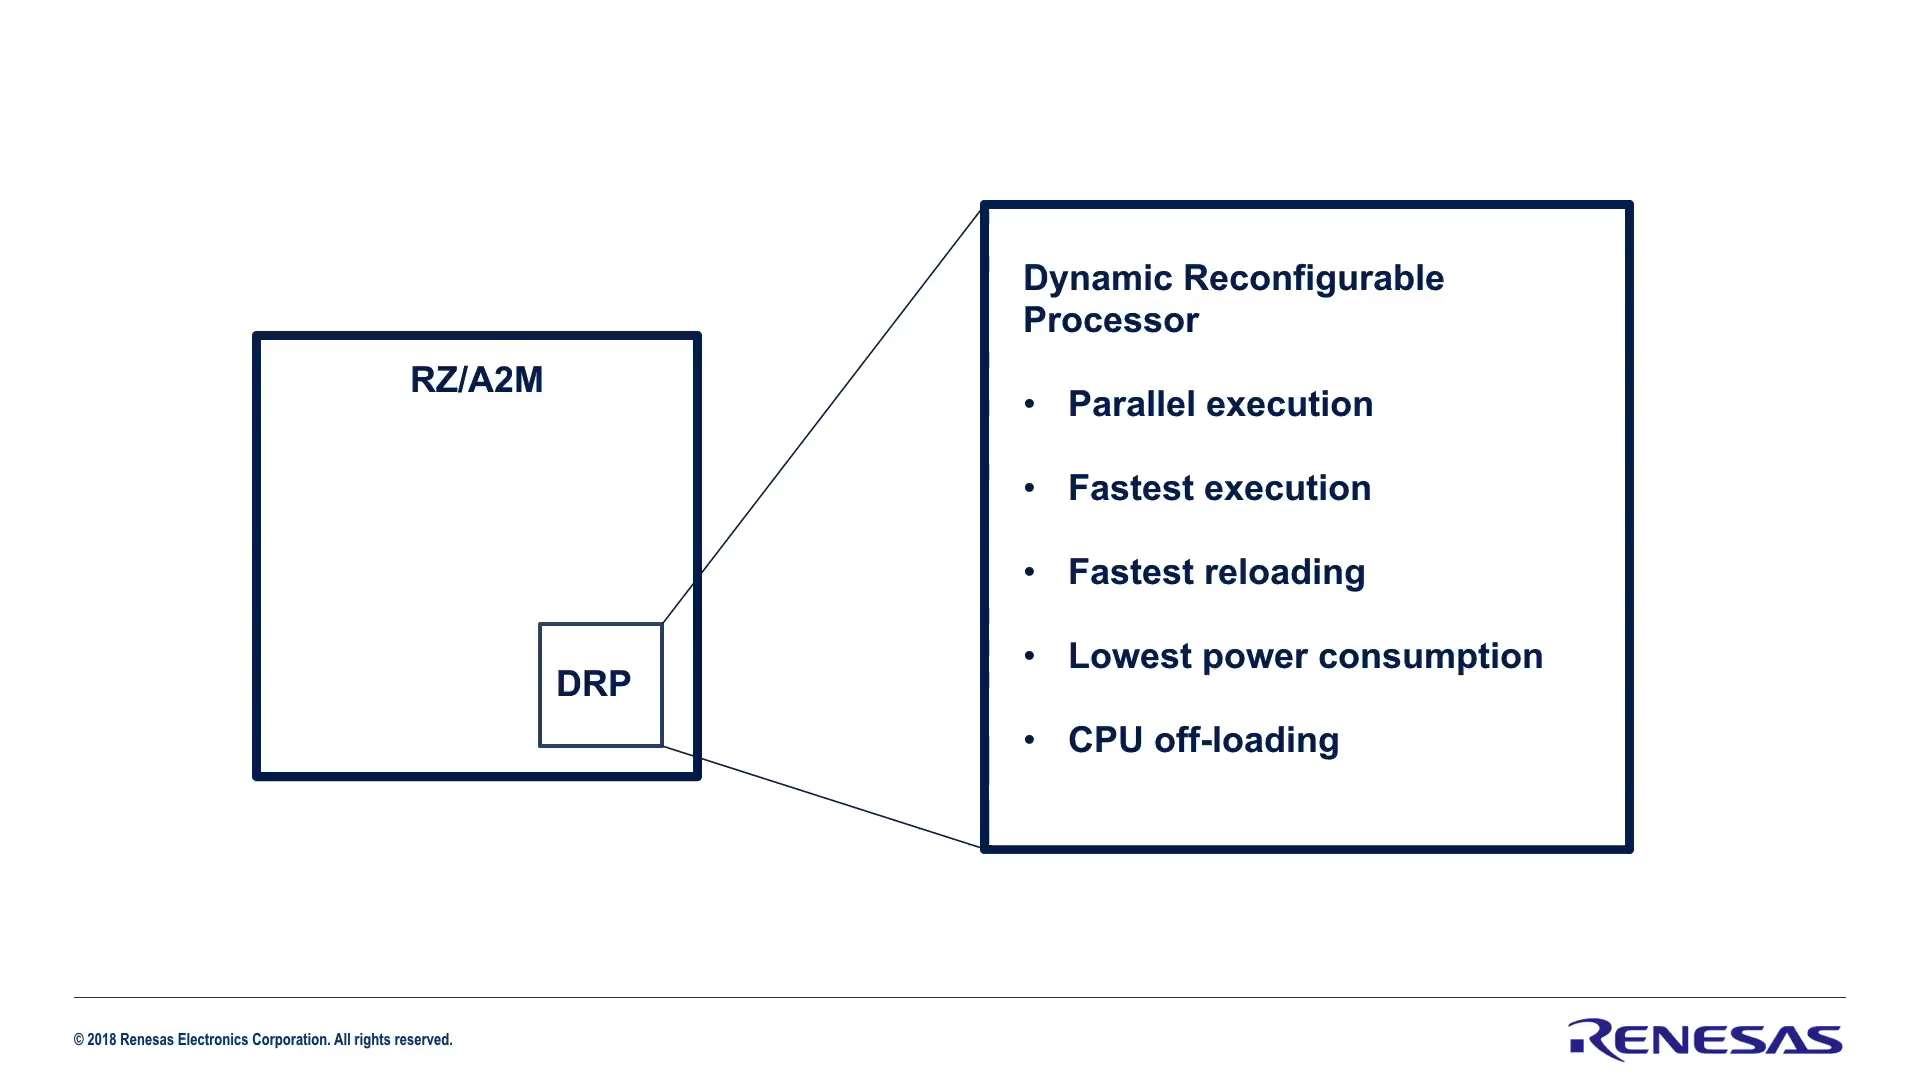 RZ/A2M
DRP
Dynamic Reconfigurable
Processor
• Parallel execution
• Fastest execution
• Fastest reloading
• Lowest power consumption
• CPU off-loading
© 2018 Renesas Electronics Corporation. All rights reserved.
RENESAS